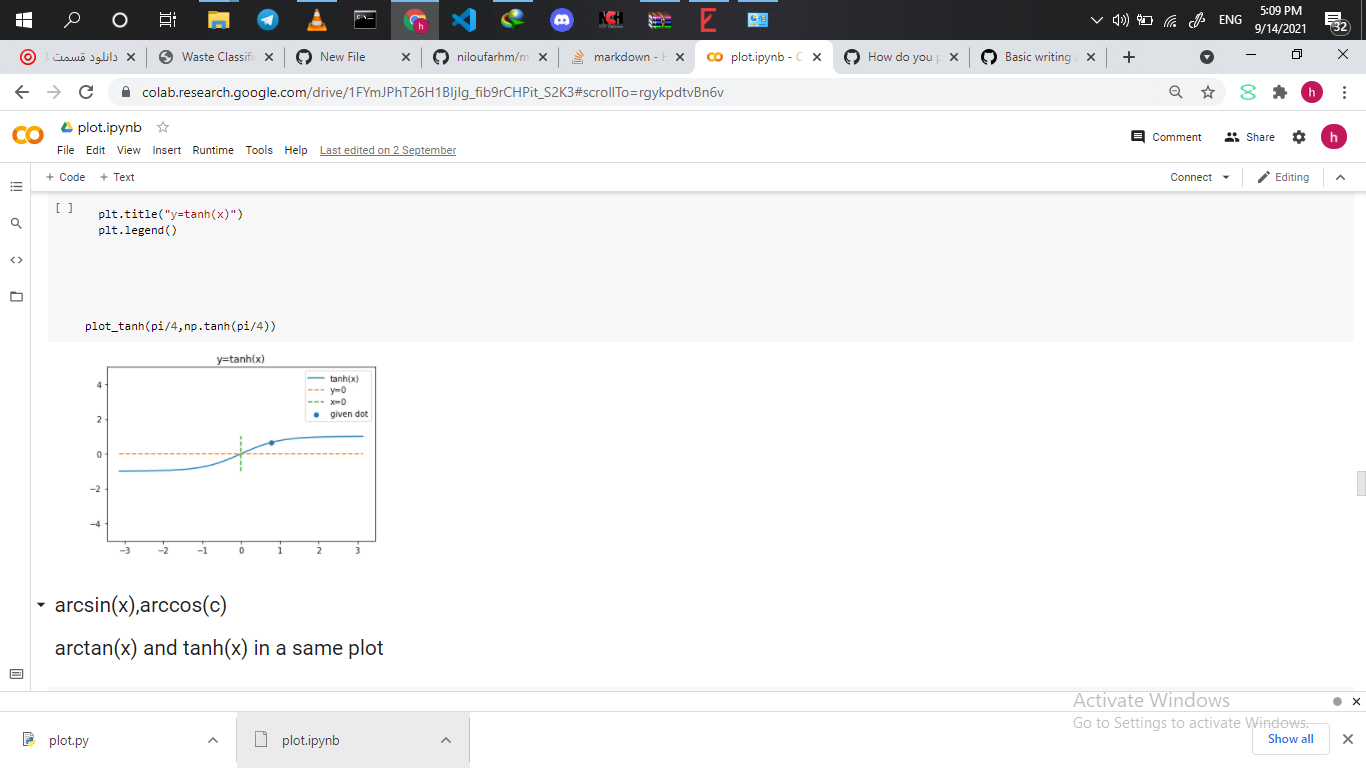 ENG
5:09 PM
9/14/2021
32
دانلود قسمت 3
Waste Classifi
New File
niloufarhm/m
markdown - H
plot.ipynb - C
How do you p
Basic writing a
colab.research.google.com/drive/1FYmJPhT26H1BIjlg_fib9rCHPit_S2K3#scrollTo=rgykpdtvBn6v
h
plot.ipynb
File Edit View Insert Runtime Tools Help Last edited on 2 September
Comment Share h
+ Code + Text
Connect Editing
[ ] plt.title("y=tanh(x)")
plt.legend()
plot_tanh(pi/4,np.tanh(pi/4))
y=tanh(x)
tanh(x)
y=0
x=0
given dot
4
2
0
−2
−4
−3 −2 −1 0 1 2 3
arcsin(x),arccos(c)
arctan(x) and tanh(x) in a same plot
Activate Windows
Go to Settings to activate Windows.
plot.py
plot.ipynb
Show all